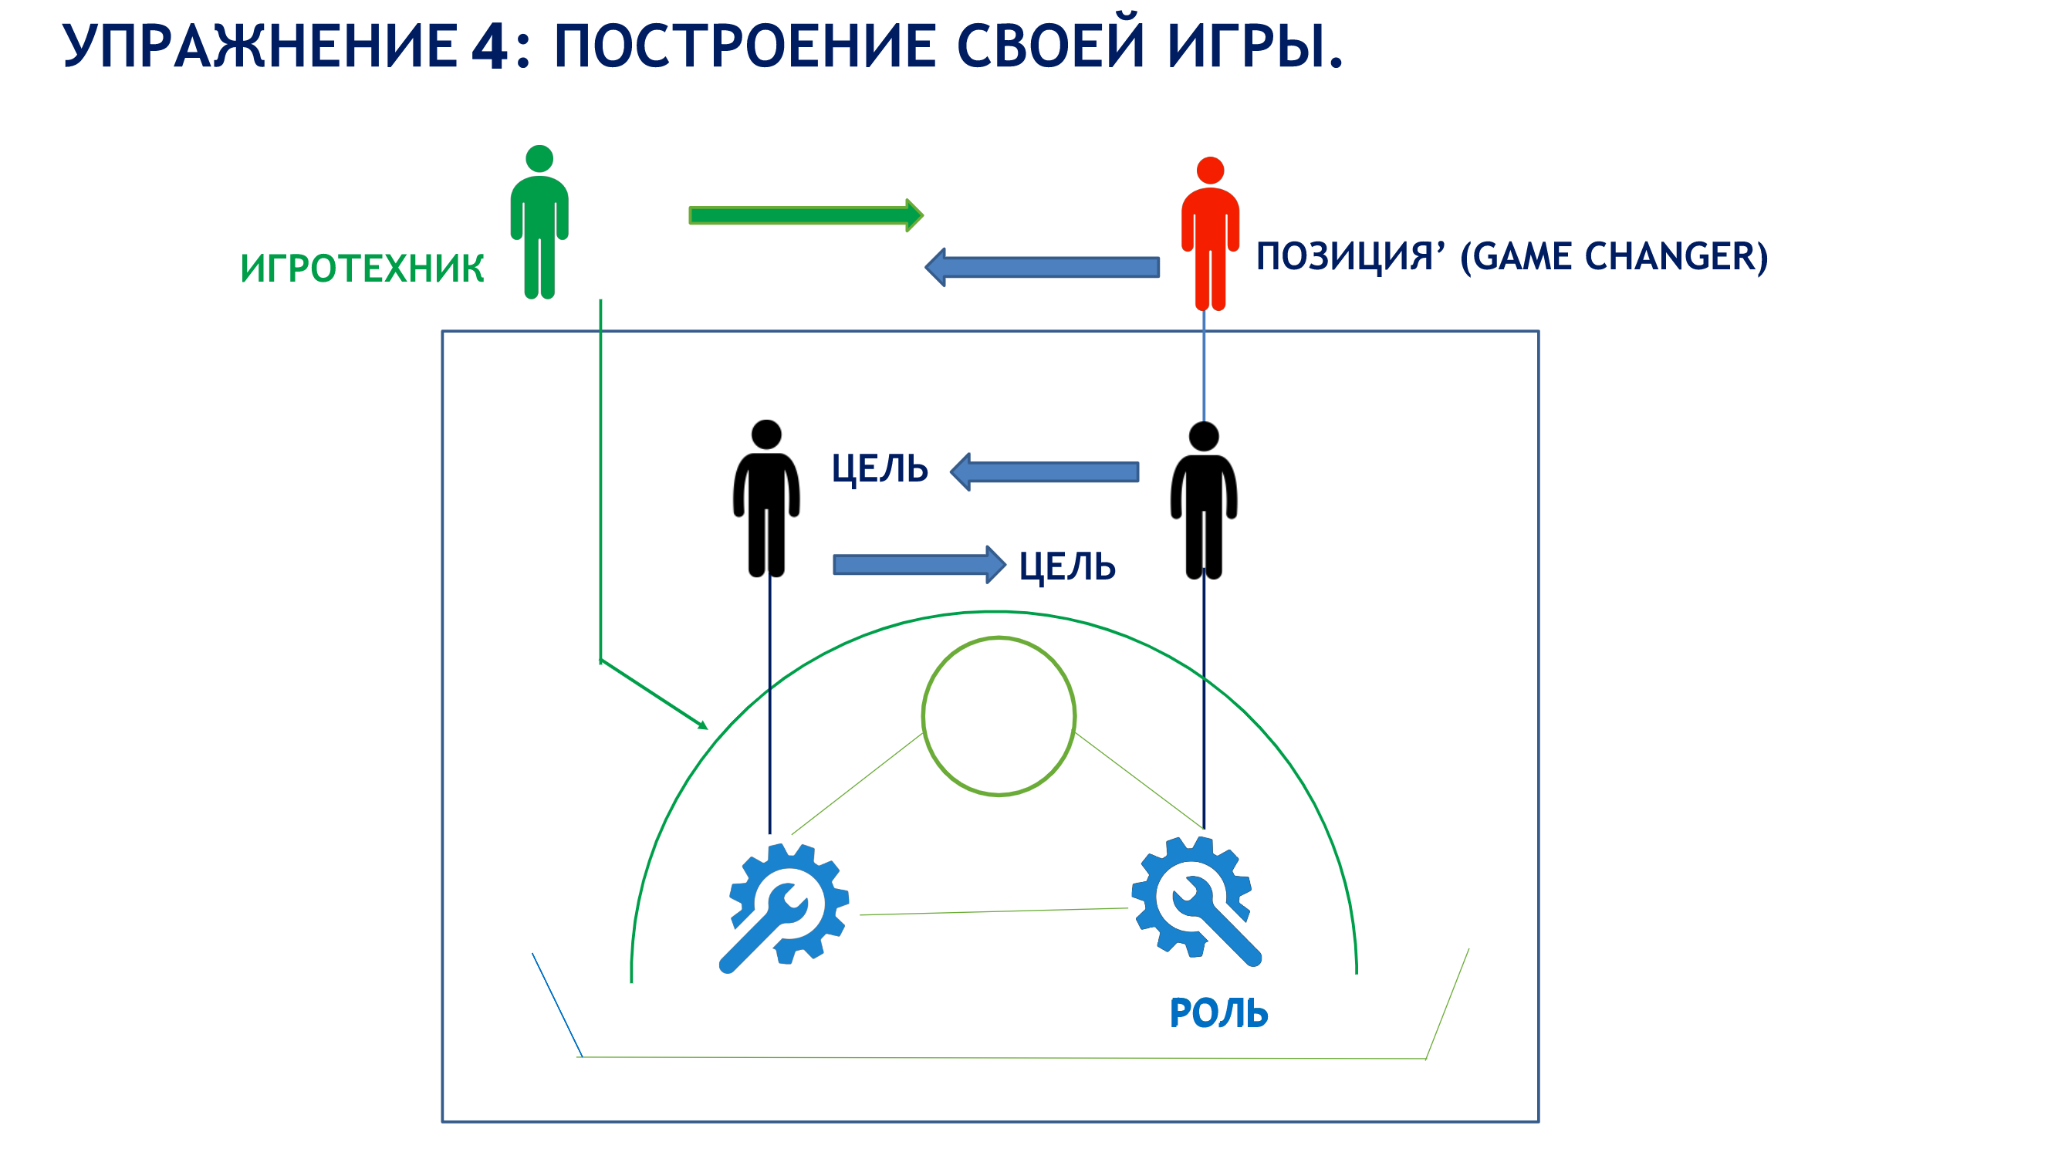 УПРАЖНЕНИЕ 4: ПОСТРОЕНИЕ СВОЕЙ ИГРЫ.
ИГРОТЕХНИК
ПОЗИЦИЯ’ (GAME CHANGER)
ЦЕЛЬ
ЦЕЛЬ
РОЛЬ